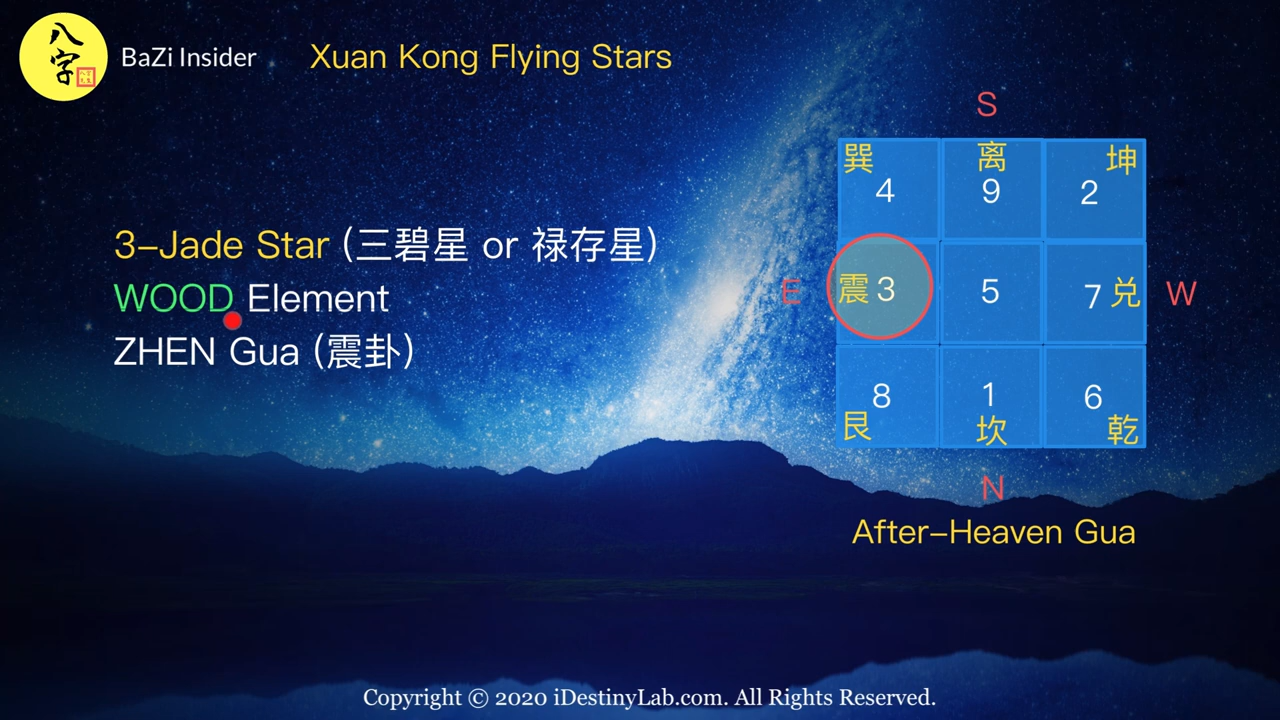 八字
BaZi Insider
Xuan Kong Flying Stars
3-Jade Star (三碧星 or 禄存星)
WOOD Element
ZHEN Gua (震卦)
S
巽 离 坤
4 9 2
E 震 3 5 7 兑 W
8 1 6
艮 坎 乾
N
After-Heaven Gua
Copyright © 2020 iDestinyLab.com. All Rights Reserved.